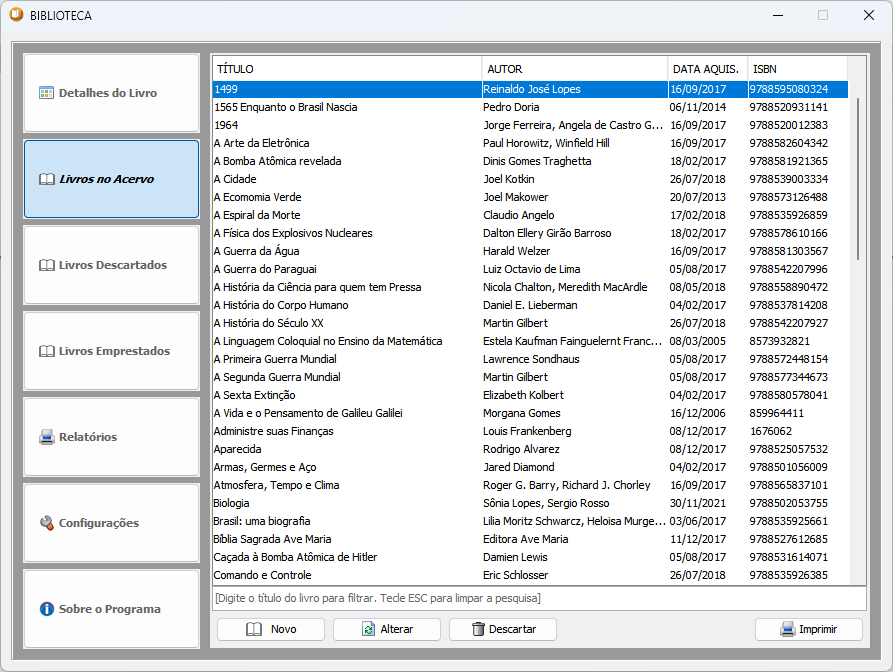 BIBLIOTECA
Detalhes do Livro
Livros no Acervo
Livros Descartados
Livros Emprestados
Relatórios
Configurações
Sobre o Programa
TÍTULO AUTOR DATA AQUIS. ISBN
1499 Reinaldo José Lopes 16/09/2017 9788595080324
1565 Enquanto o Brasil Nascia Pedro Doria 06/11/2014 9788520931141
1964 Jorge Ferreira, Angela de Castro G... 16/09/2017 9788520012383
A Arte da Eletrônica Paul Horowitz, Winfield Hill 16/09/2017 9788582604342
A Bomba Atômica revelada Dinis Gomes Traghetta 18/02/2017 9788581921365
A Cidade Joel Kotkin 26/07/2018 9788539003334
A Ecomomia Verde Joel Makower 20/07/2013 9788573126488
A Espiral da Morte Claudio Angelo 17/02/2018 9788535926859
A Física dos Explosivos Nucleares Dalton Ellery Girão Barroso 18/02/2017 9788578610166
A Guerra da Água Harald Welzer 16/09/2017 9788581303567
A Guerra do Paraguai Luiz Octavio de Lima 05/08/2017 9788542207996
A História da Ciência para quem tem Pressa Nicola Chalton, Meredith MacArdle 08/05/2018 9788558890472
A História do Corpo Humano Daniel E. Lieberman 04/02/2017 9788537814208
A História do Século XX Martin Gilbert 26/07/2018 9788542207927
A Linguagem Coloquial no Ensino da Matemática Estela Kaufman Fainguelernt Franc... 08/03/2005 8573932821
A Primeira Guerra Mundial Lawrence Sondhaus 05/08/2017 9788572448154
A Segunda Guerra Mundial Martin Gilbert 05/08/2017 9788577344673
A Sexta Extinção Elizabeth Kolbert 04/02/2017 9788580578041
A Vida e o Pensamento de Galileu Galilei Morgana Gomes 16/12/2006 859964411
Administre suas Finanças Louis Frankenberg 08/12/2017 1676062
Aparecida Rodrigo Alvarez 08/12/2017 9788525057532
Armas, Germes e Aço Jared Diamond 04/02/2017 9788501056009
Atmosfera, Tempo e Clima Roger G. Barry, Richard J. Chorley 16/09/2017 9788565837101
Biologia Sônia Lopes, Sergio Rosso 30/11/2021 9788502053755
Brasil: uma biografia Lilia Moritz Schwarcz, Heloisa Murge... 03/06/2017 9788535925661
Bíblia Sagrada Ave Maria Editora Ave Maria 11/12/2017 9788527612685
Caçada à Bomba Atômica de Hitler Damien Lewis 05/08/2017 9788531614071
Comando e Controle Eric Schlosser 26/07/2018 9788535926385
[Digite o título do livro para filtrar. Tecle ESC para limpar a pesquisa]
Novo Alterar Descartar Imprimir